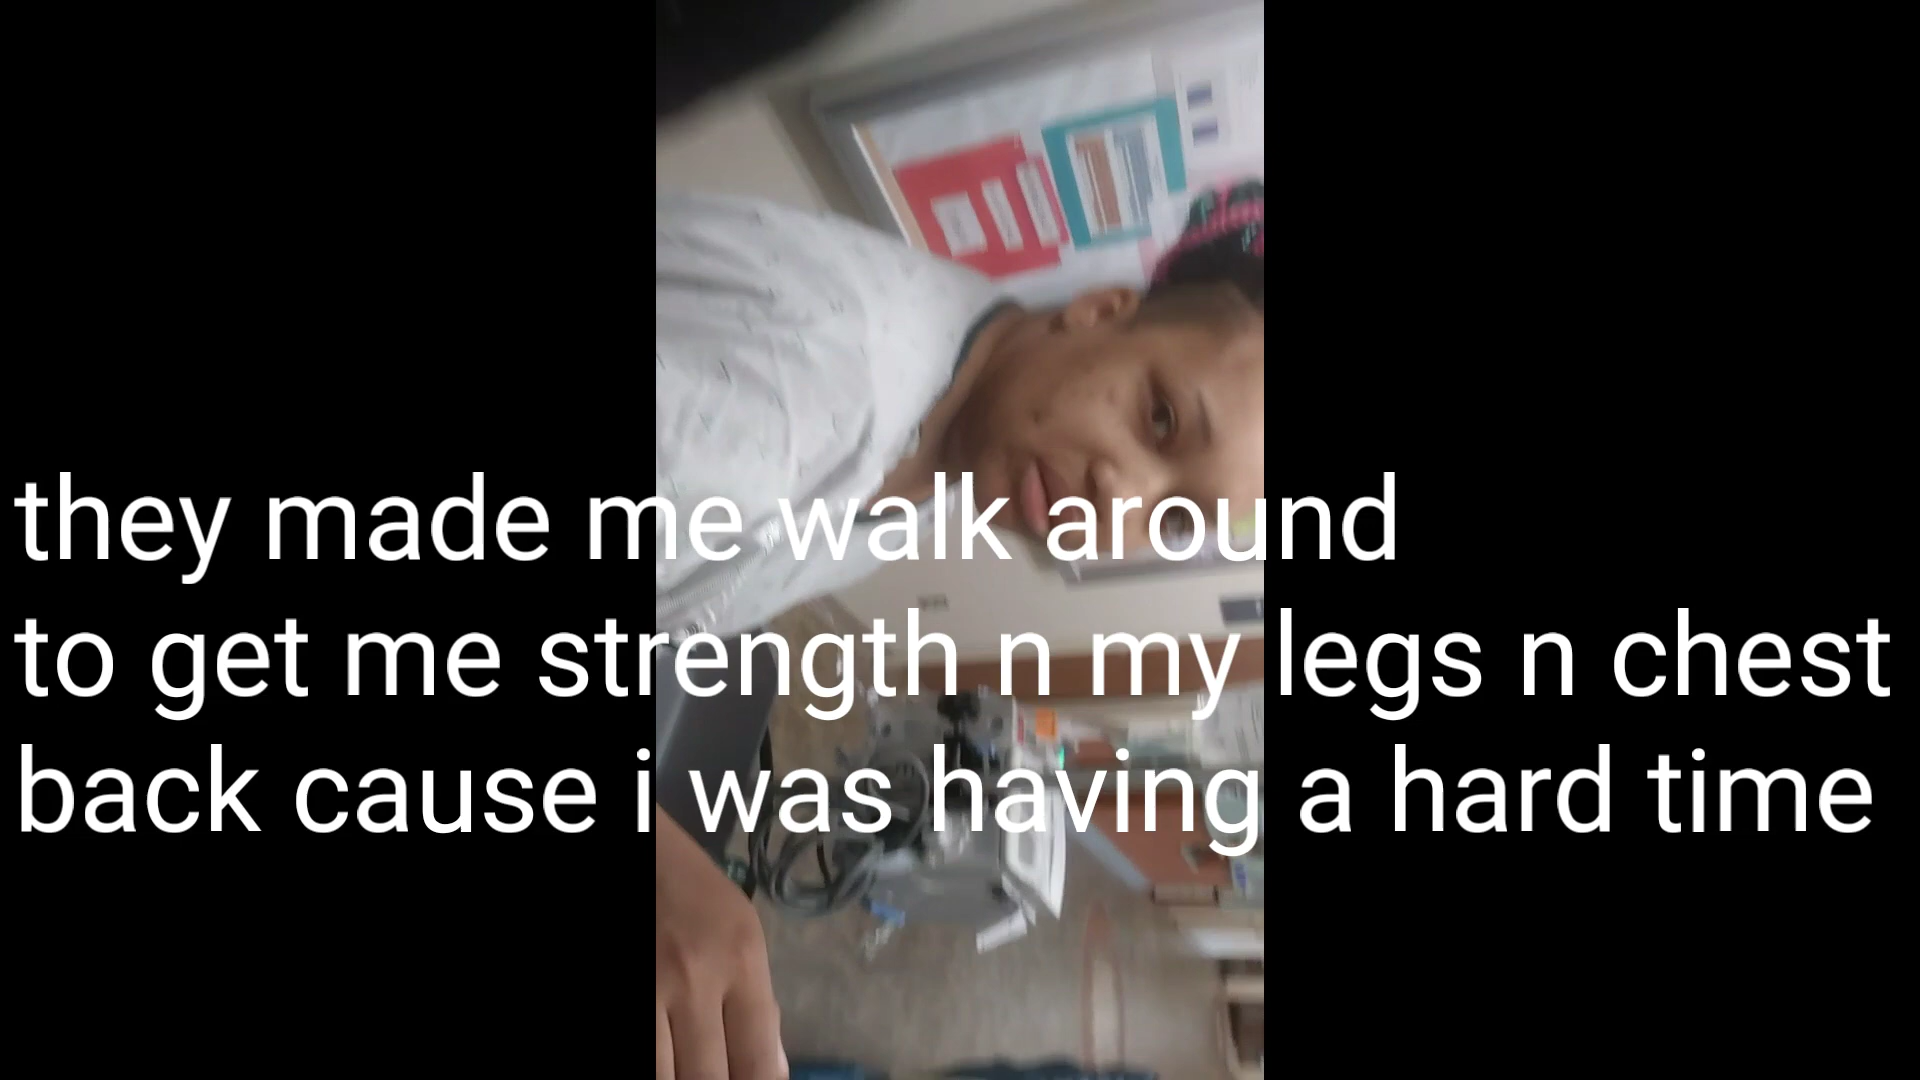 they made me walk around
to get me strength n my legs n chest
back cause i was having a hard time